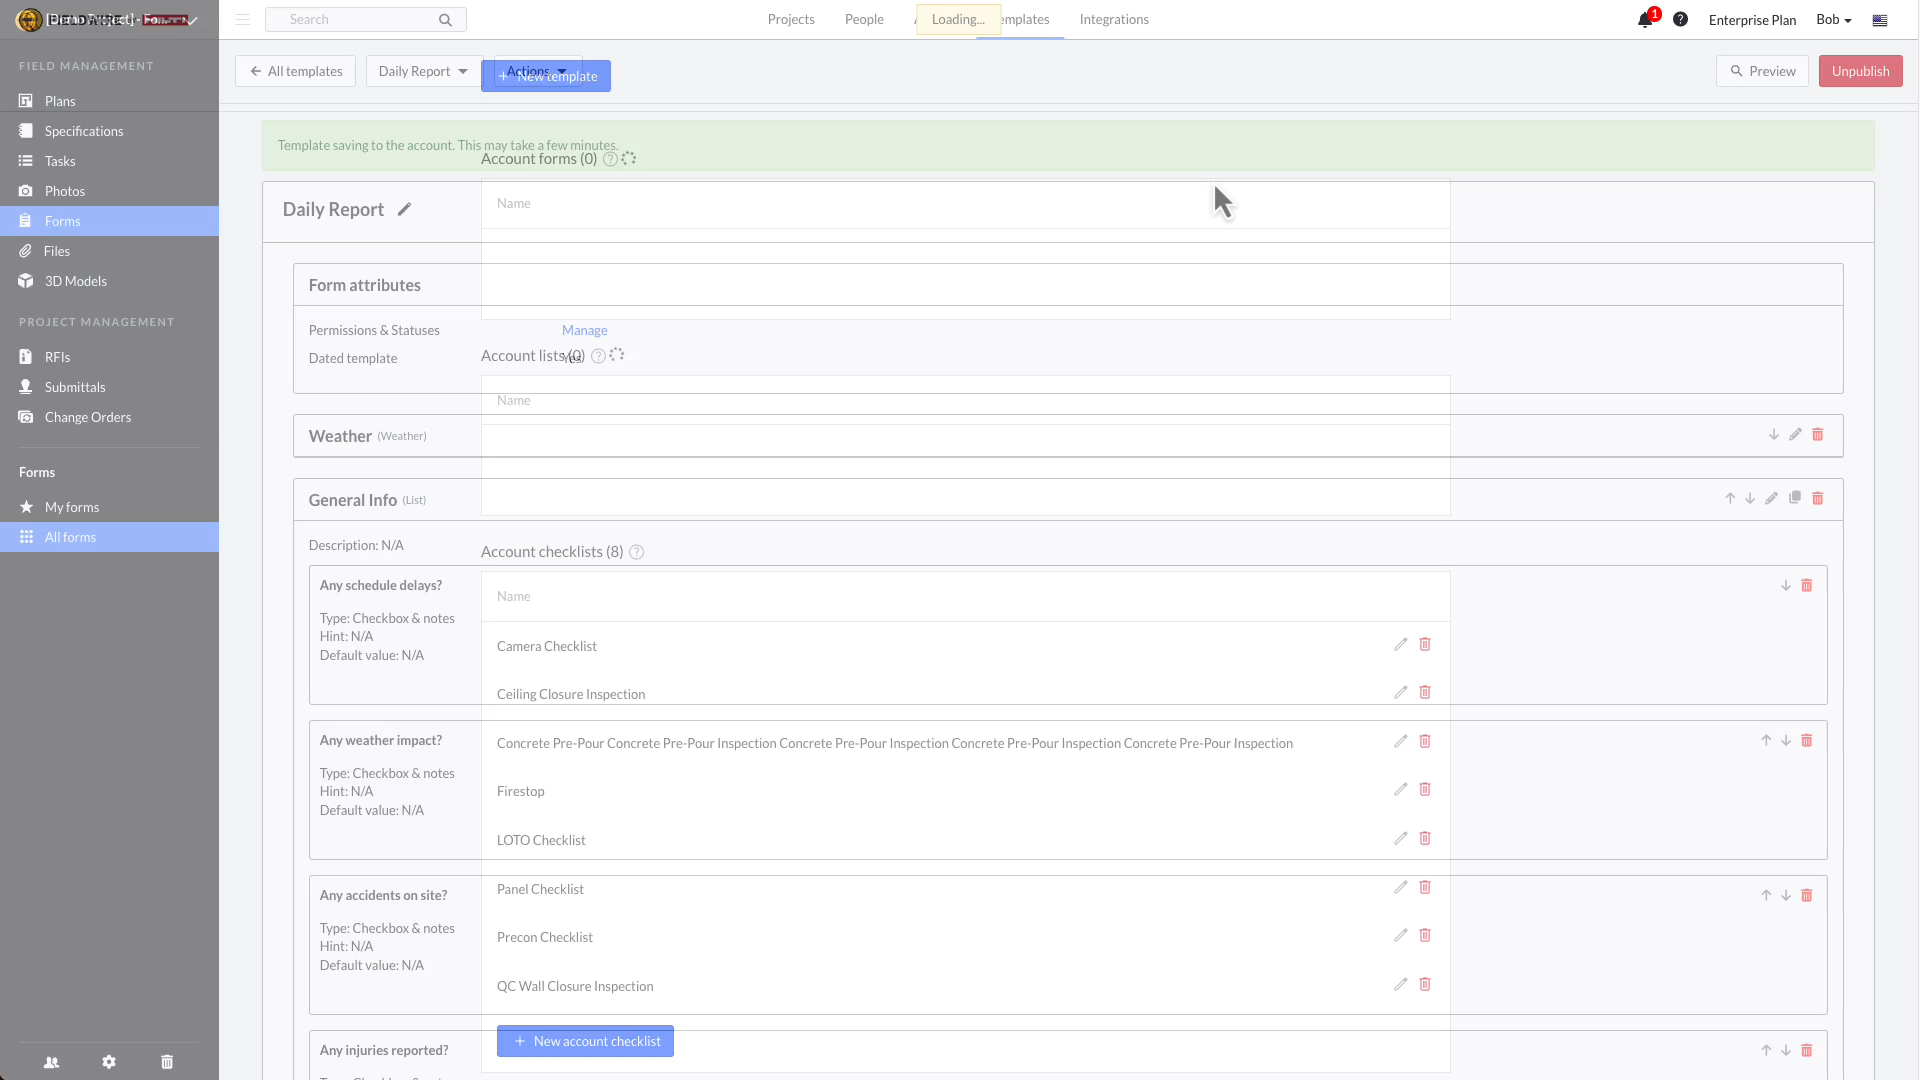 [Demo Project] - Fo...
Search
Projects
People
Loading...
emplates
Integrations
1
Enterprise Plan
Bob
FIELD MANAGEMENT
Plans
Specifications
Tasks
Photos
Forms
Files
3D Models
PROJECT MANAGEMENT
RFIs
Submittals
Change Orders
Forms
My forms
All forms
All templates
Daily Report
Actions
+ New template
Preview
Unpublish
Template saving to the account. This may take a few minutes.
Account forms (0) ?
Daily Report
Name
Form attributes
Permissions & Statuses
Manage
Dated template
Yes
Account lists (0) ?
Name
Weather (Weather)
General Info (List)
Description: N/A
Account checklists (8) ?
Any schedule delays?
Type: Checkbox & notes
Hint: N/A
Default value: N/A
Name
Camera Checklist
Ceiling Closure Inspection
Any weather impact?
Type: Checkbox & notes
Hint: N/A
Default value: N/A
Concrete Pre-Pour Concrete Pre-Pour Inspection Concrete Pre-Pour Inspection Concrete Pre-Pour Inspection Concrete Pre-Pour Inspection
Firestop
LOTO Checklist
Any accidents on site?
Type: Checkbox & notes
Hint: N/A
Default value: N/A
Panel Checklist
Precon Checklist
QC Wall Closure Inspection
Any injuries reported?
+ New account checklist